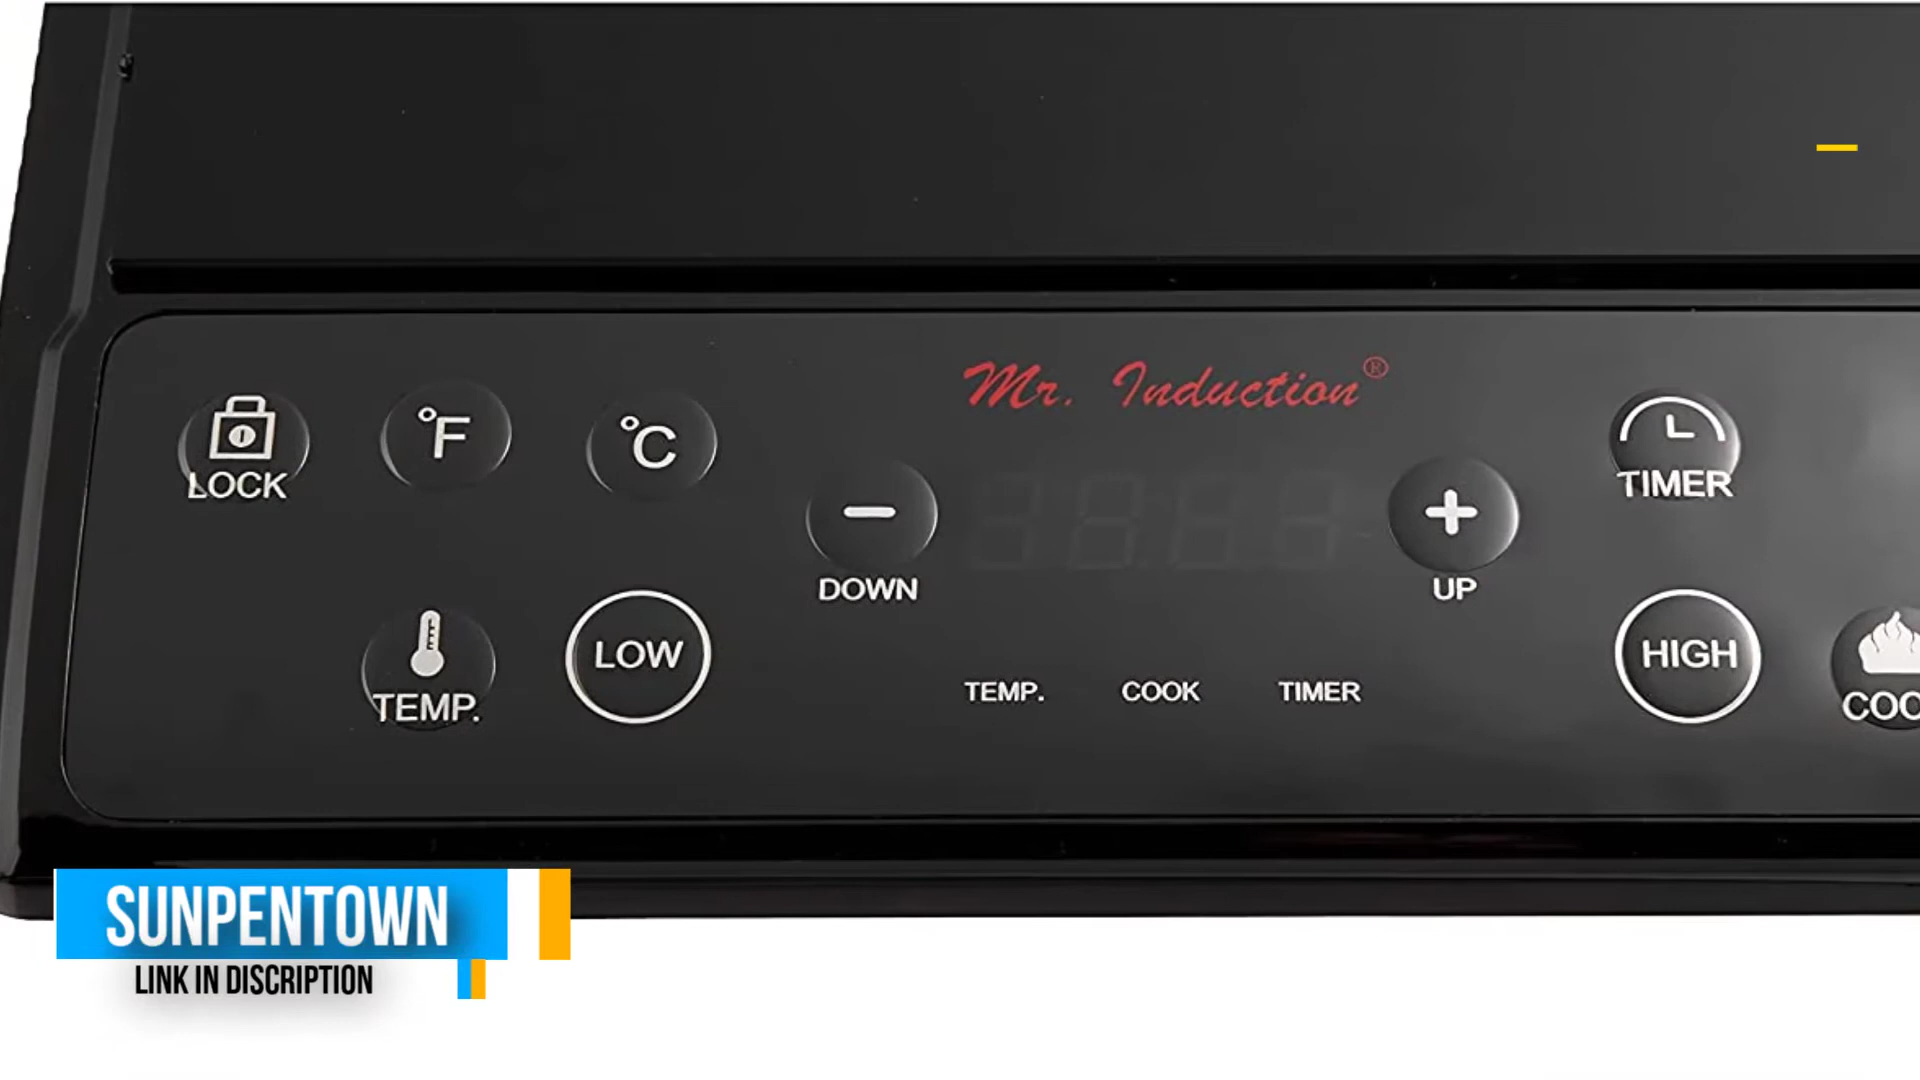 Mr. Induction®
LOCK
°F
°C
DOWN
UP
TIMER
TEMP.
LOW
TEMP.
COOK
TIMER
HIGH
SUNPENTOWN
LINK IN DISCRIPTION